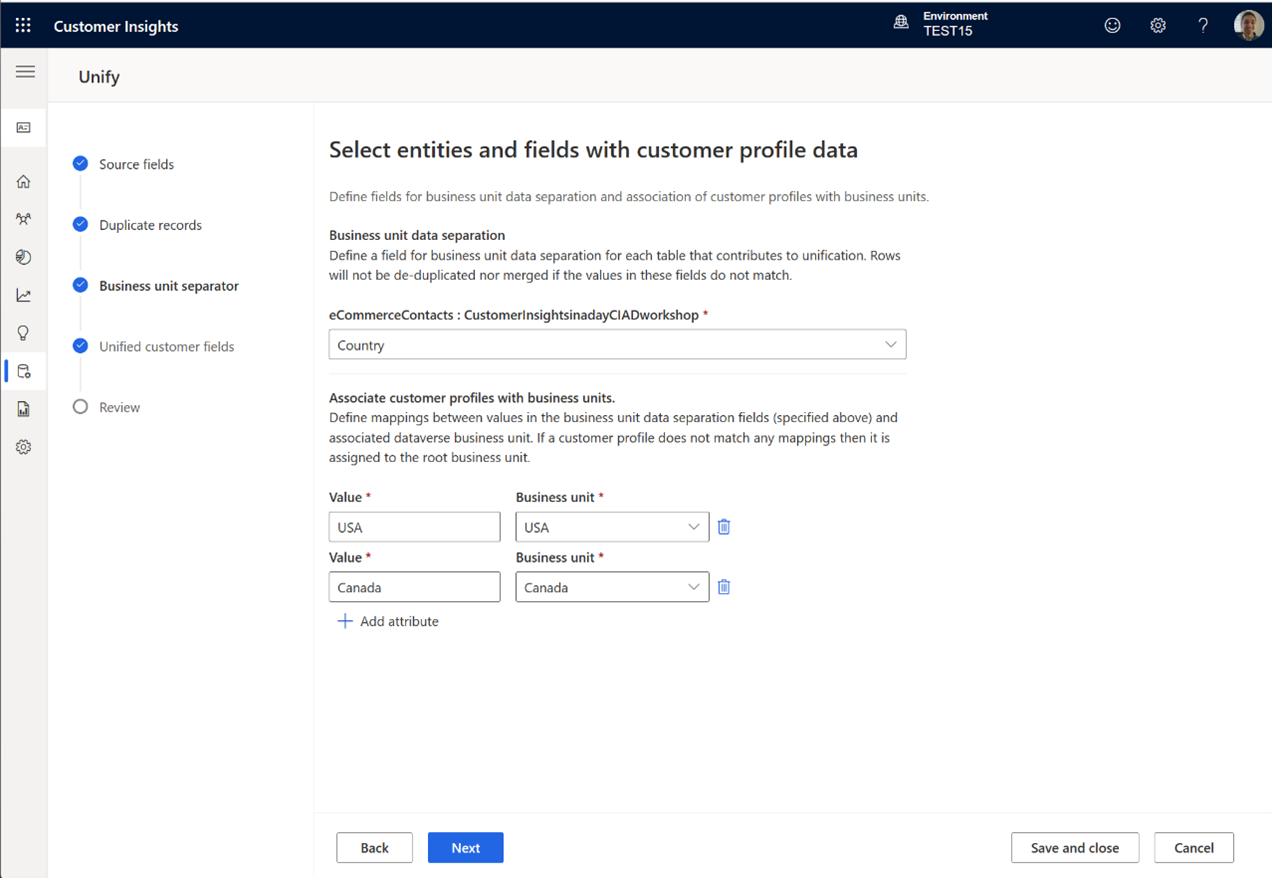 Customer Insights
Environment
TEST15
?
Unify
Source fields
Duplicate records
Business unit separator
Unified customer fields
Review
Select entities and fields with customer profile data
Define fields for business unit data separation and association of customer profiles with business units.
Business unit data separation
Define a field for business unit data separation for each table that contributes to unification. Rows
will not be de-duplicated nor merged if the values in these fields do not match.
eCommerceContacts : CustomerInsightsinadayCIADworkshop *
Country
Associate customer profiles with business units.
Define mappings between values in the business unit data separation fields (specified above) and
associated dataverse business unit. If a customer profile does not match any mappings then it is
assigned to the root business unit.
Value * Business unit *
USA USA
Value * Business unit *
Canada Canada
+ Add attribute
Back Next Save and close Cancel